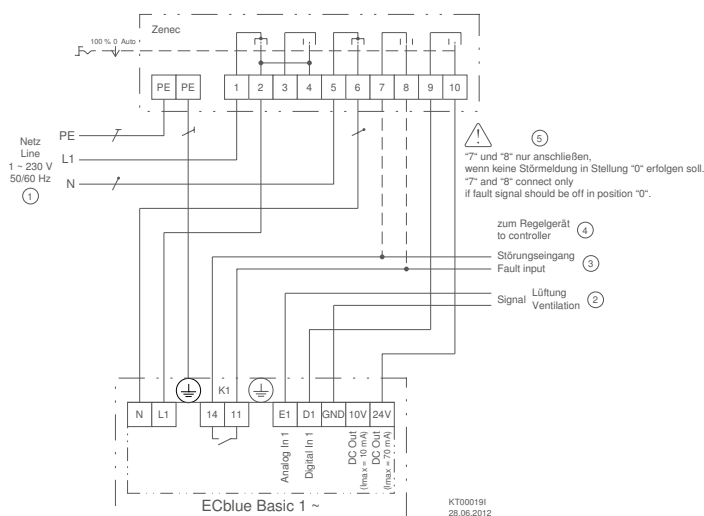 Zenec
100 % 0 Auto
PE PE 1 2 3 4 5 6 7 8 9 10
Netz
Line
1 ~ 230 V
50/60 Hz
1
PE
L1
N
5
"7" und "8" nur anschließen,
wenn keine Störmeldung in Stellung "0" erfolgen soll.
"7" and "8" connect only
if fault signal should be off in position "0".
zum Regelgerät
to controller
4
Störungseingang
Fault input
3
Signal
Lüftung
Ventilation
2
K1
N L1 14 11 E1 D1 GND 10V 24V
Analog In 1
Digital In 1
DC Out
(Imax = 10 mA)
DC Out
(Imax = 70 mA)
ECblue Basic 1 ~
KT00019I
28.06.2012